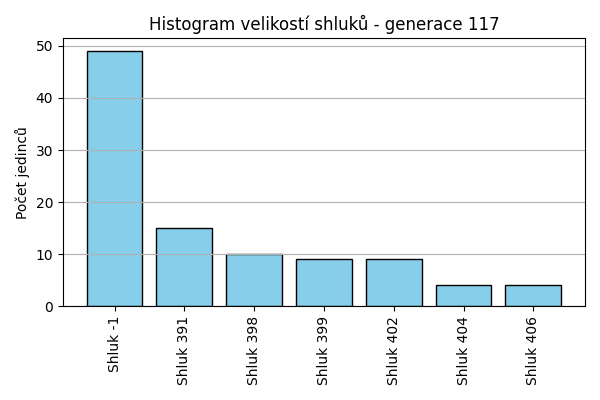 Histogram velikostí shluků - generace 117
Počet jedinců
50
40
30
20
10
0
Shluk -1
Shluk 391
Shluk 398
Shluk 399
Shluk 402
Shluk 404
Shluk 406